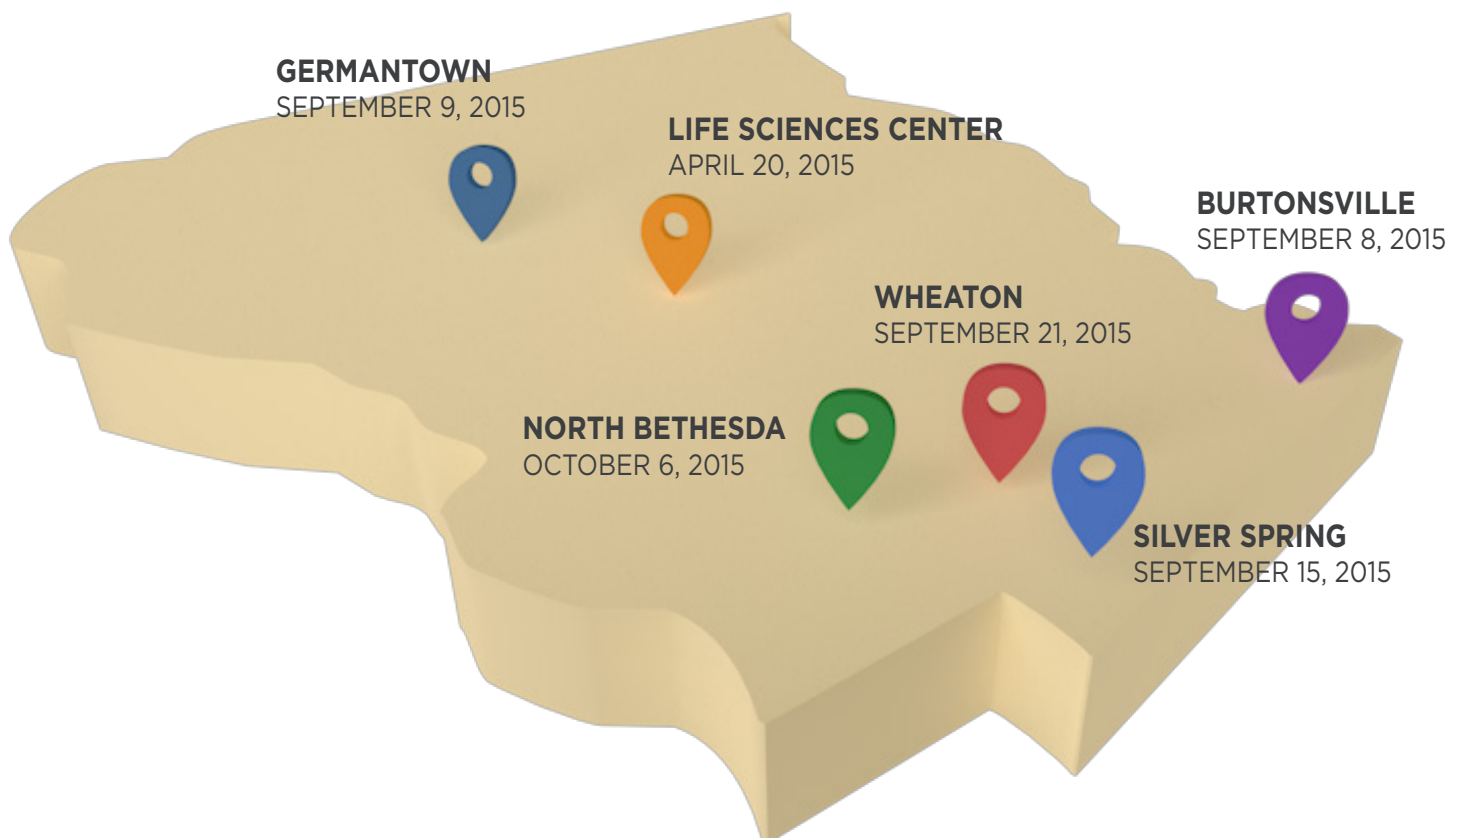 GERMANTOWN
SEPTEMBER 9, 2015
LIFE SCIENCES CENTER
APRIL 20, 2015
BURTONSVILLE
SEPTEMBER 8, 2015
WHEATON
SEPTEMBER 21, 2015
NORTH BETHESDA
OCTOBER 6, 2015
SILVER SPRING
SEPTEMBER 15, 2015